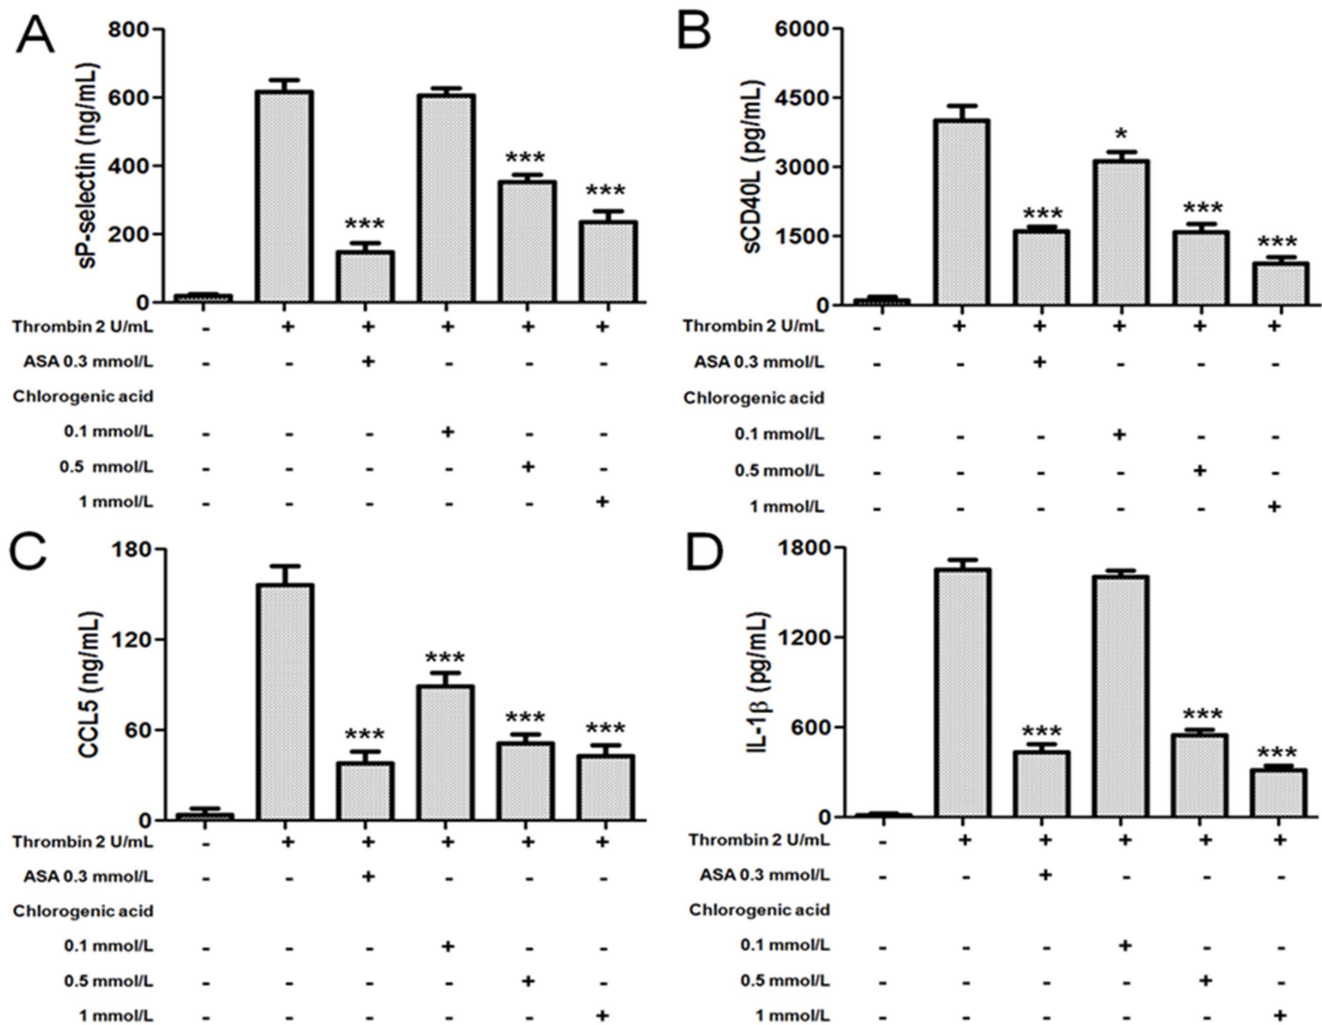 A
sP-selectin (ng/mL)
800
600
400
200
0
***
***
***
Thrombin 2 U/mL - + + + + +
ASA 0.3 mmol/L - - + - - -
Chlorogenic acid
0.1 mmol/L - - - + - -
0.5 mmol/L - - - - + -
1 mmol/L - - - - - +
B
sCD40L (pg/mL)
6000
4500
3000
1500
0
***
*
***
***
Thrombin 2 U/mL - + + + + +
ASA 0.3 mmol/L - - + - - -
Chlorogenic acid
0.1 mmol/L - - - + - -
0.5 mmol/L - - - - + -
1 mmol/L - - - - - +
C
CCL5 (ng/mL)
180
120
60
0
***
***
***
***
Thrombin 2 U/mL - + + + + +
ASA 0.3 mmol/L - - + - - -
Chlorogenic acid
0.1 mmol/L - - - + - -
0.5 mmol/L - - - - + -
1 mmol/L - - - - - +
D
IL-1β (pg/mL)
1800
1200
600
0
***
***
***
Thrombin 2 U/mL - + + + + +
ASA 0.3 mmol/L - - + - - -
Chlorogenic acid
0.1 mmol/L - - - + - -
0.5 mmol/L - - - - + -
1 mmol/L - - - - - +